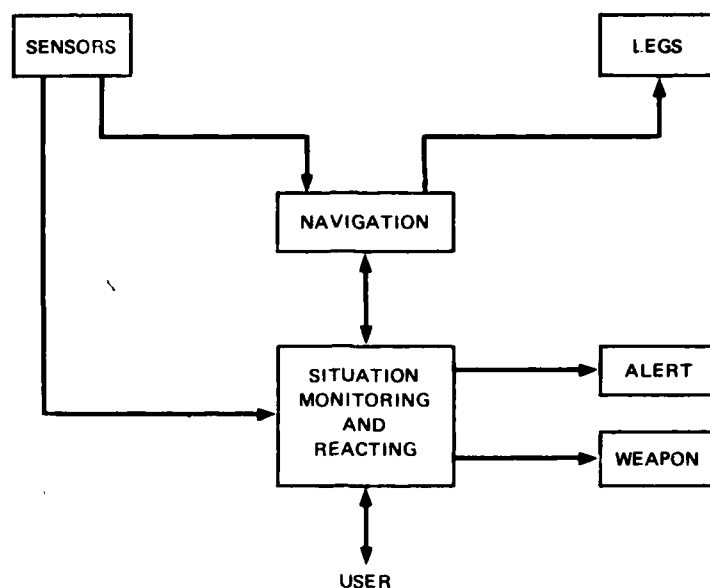 SENSORS
LEGS
NAVIGATION
SITUATION
MONITORING
AND
REACTING
ALERT
WEAPON
USER